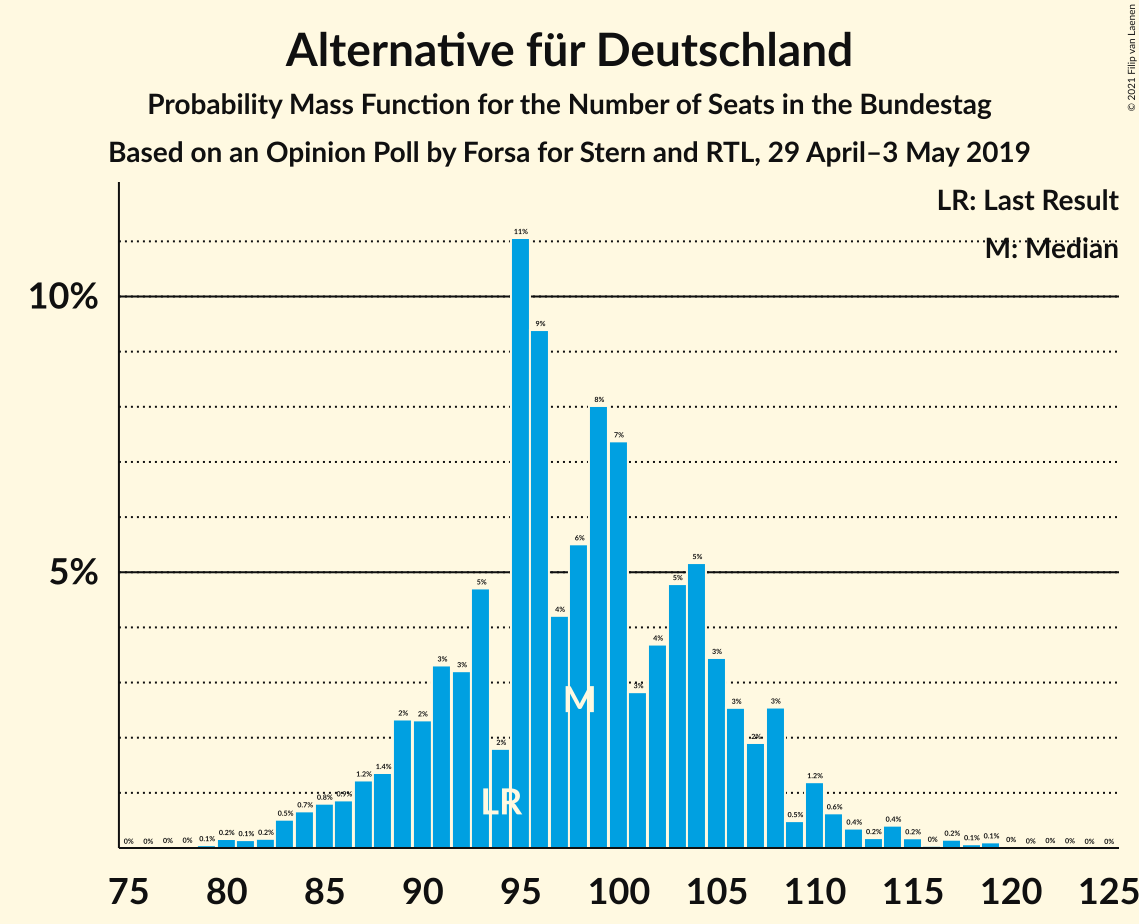 Alternative für Deutschland
Probability Mass Function for the Number of Seats in the Bundestag
Based on an Opinion Poll by Forsa for Stern and RTL, 29 April–3 May 2019
© 2021 Filip van Laenen
LR: Last Result
M: Median
10%
5%
0% 0% 0% 0% 0.1% 0.2% 0.1% 0.2% 0.5% 0.7% 0.8% 0.9% 1.2% 1.4% 2% 2% 3% 3% 5% 2% 11% 9% 4% 6% 8% 7% 3% 4% 5% 5% 3% 3% 2% 3% 0.5% 1.2% 0.6% 0.4% 0.2% 0.4% 0.2% 0% 0.2% 0.1% 0.1% 0% 0% 0% 0% 0% 0%
M
LR
75 80 85 90 95 100 105 110 115 120 125